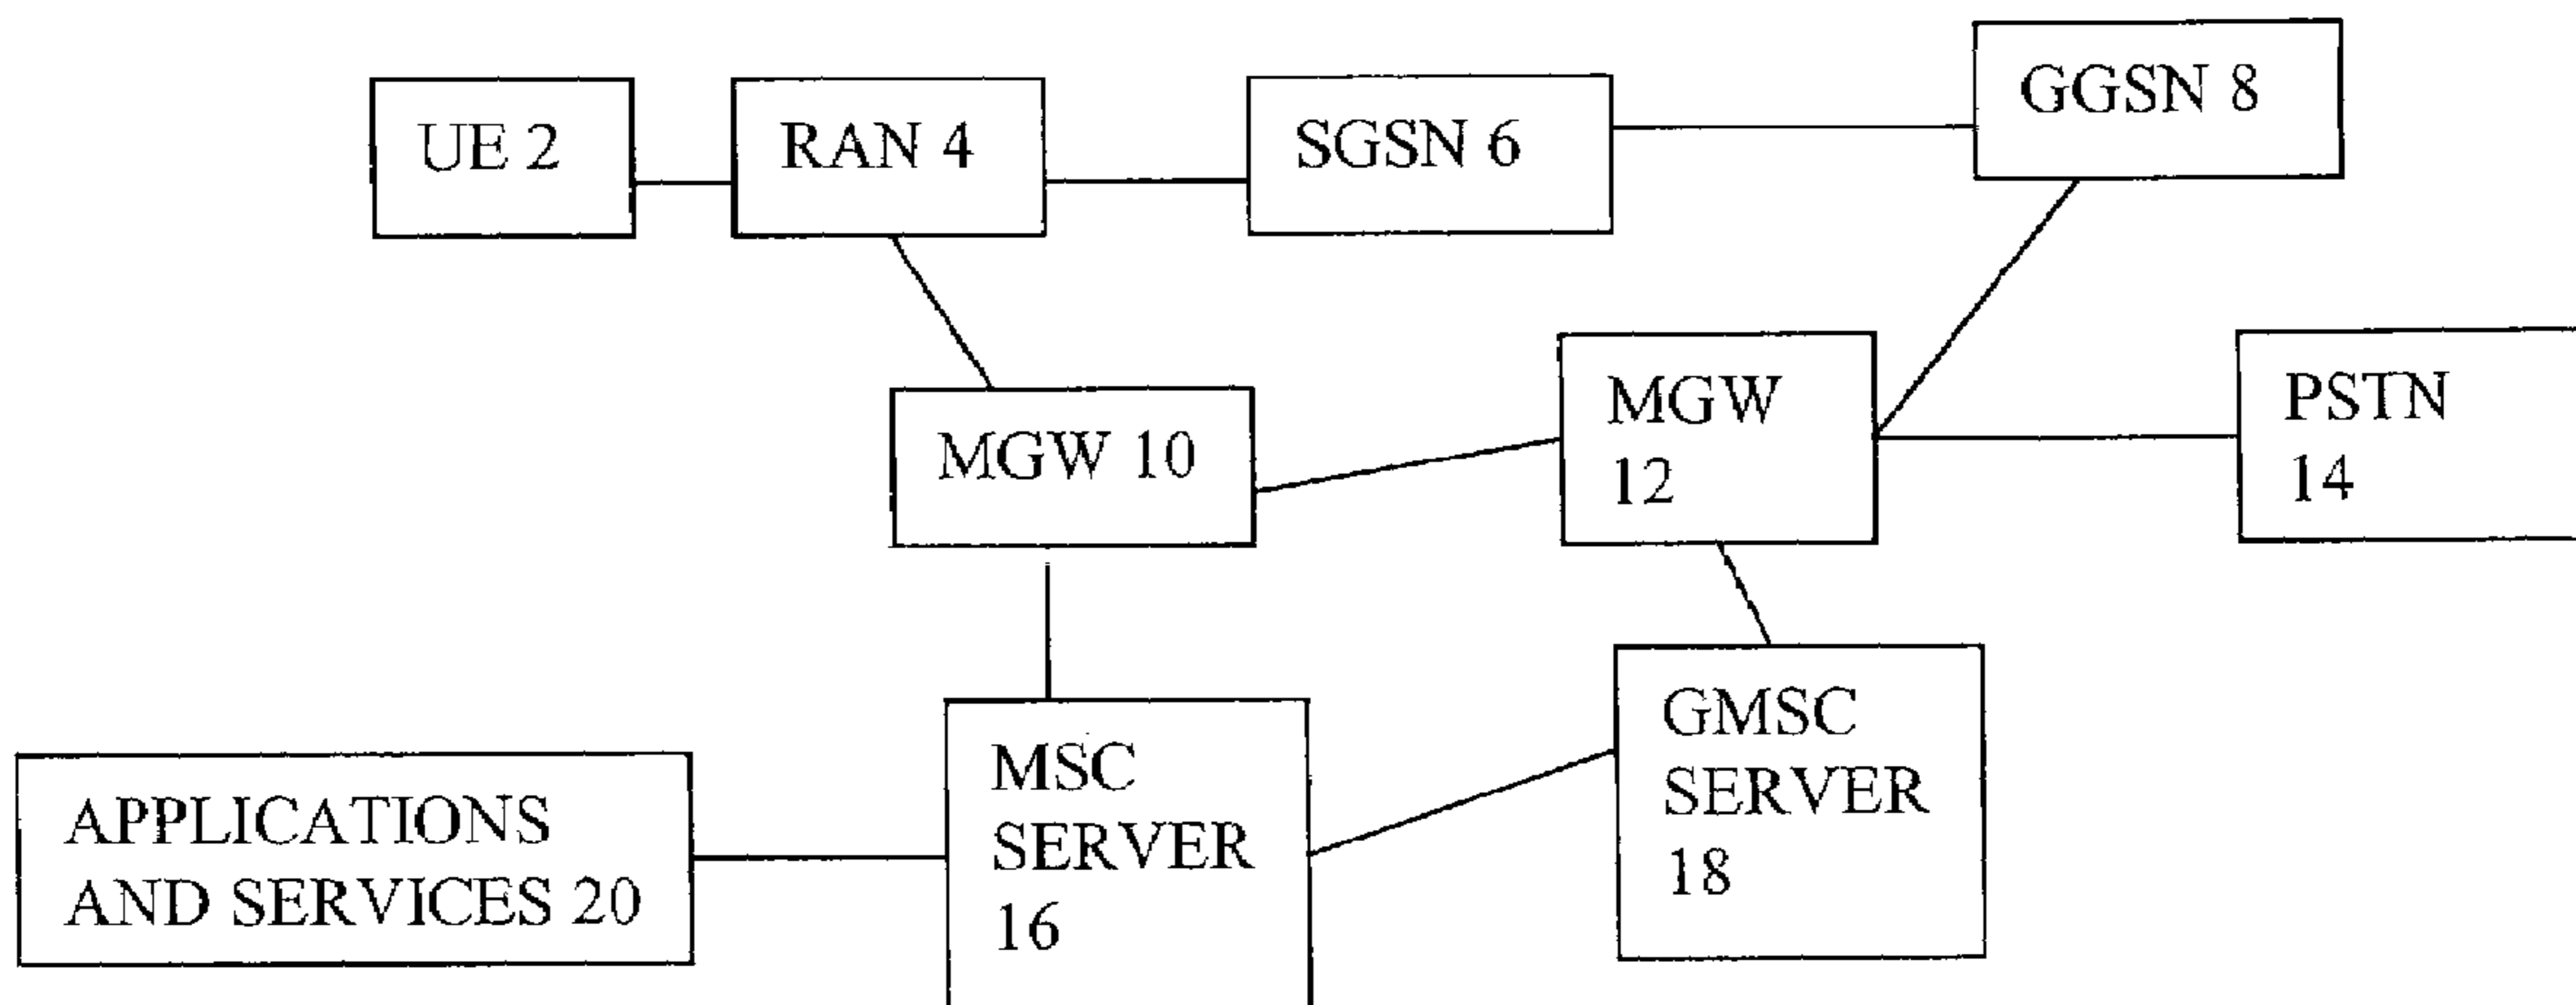 UE 2
RAN 4
SGSN 6
GGSN 8
MGW 10
MGW
12
PSTN
14
APPLICATIONS
AND SERVICES 20
MSC
SERVER
16
GMSC
SERVER
18